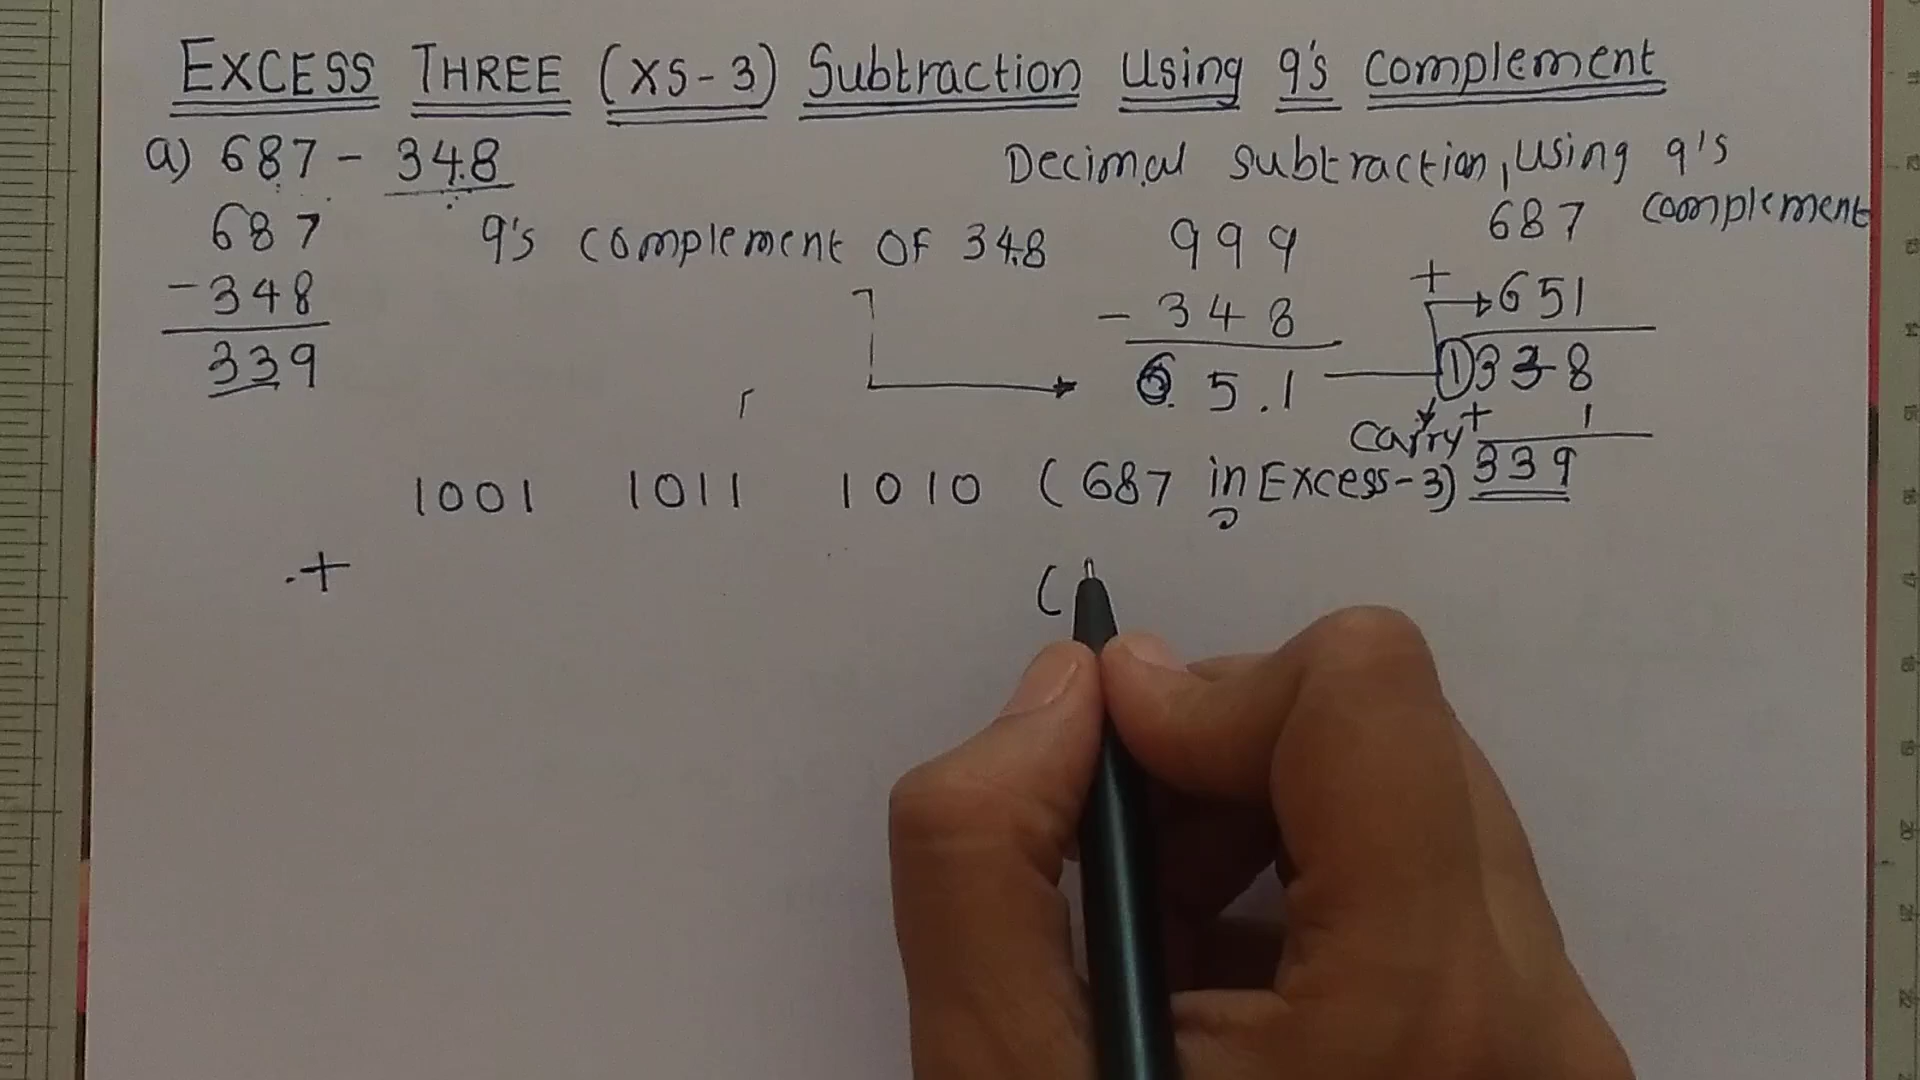 EXCESS THREE (XS-3) Subtraction Using 9's complement
a) 687 - 348
Decimal subtraction, using 9's complement
687
- 348
339
9's complement OF 348
999
- 348
651
687
+ 651
1338
Carry + 1
339
1001 1011 1010 (687 in Excess-3)
+ (